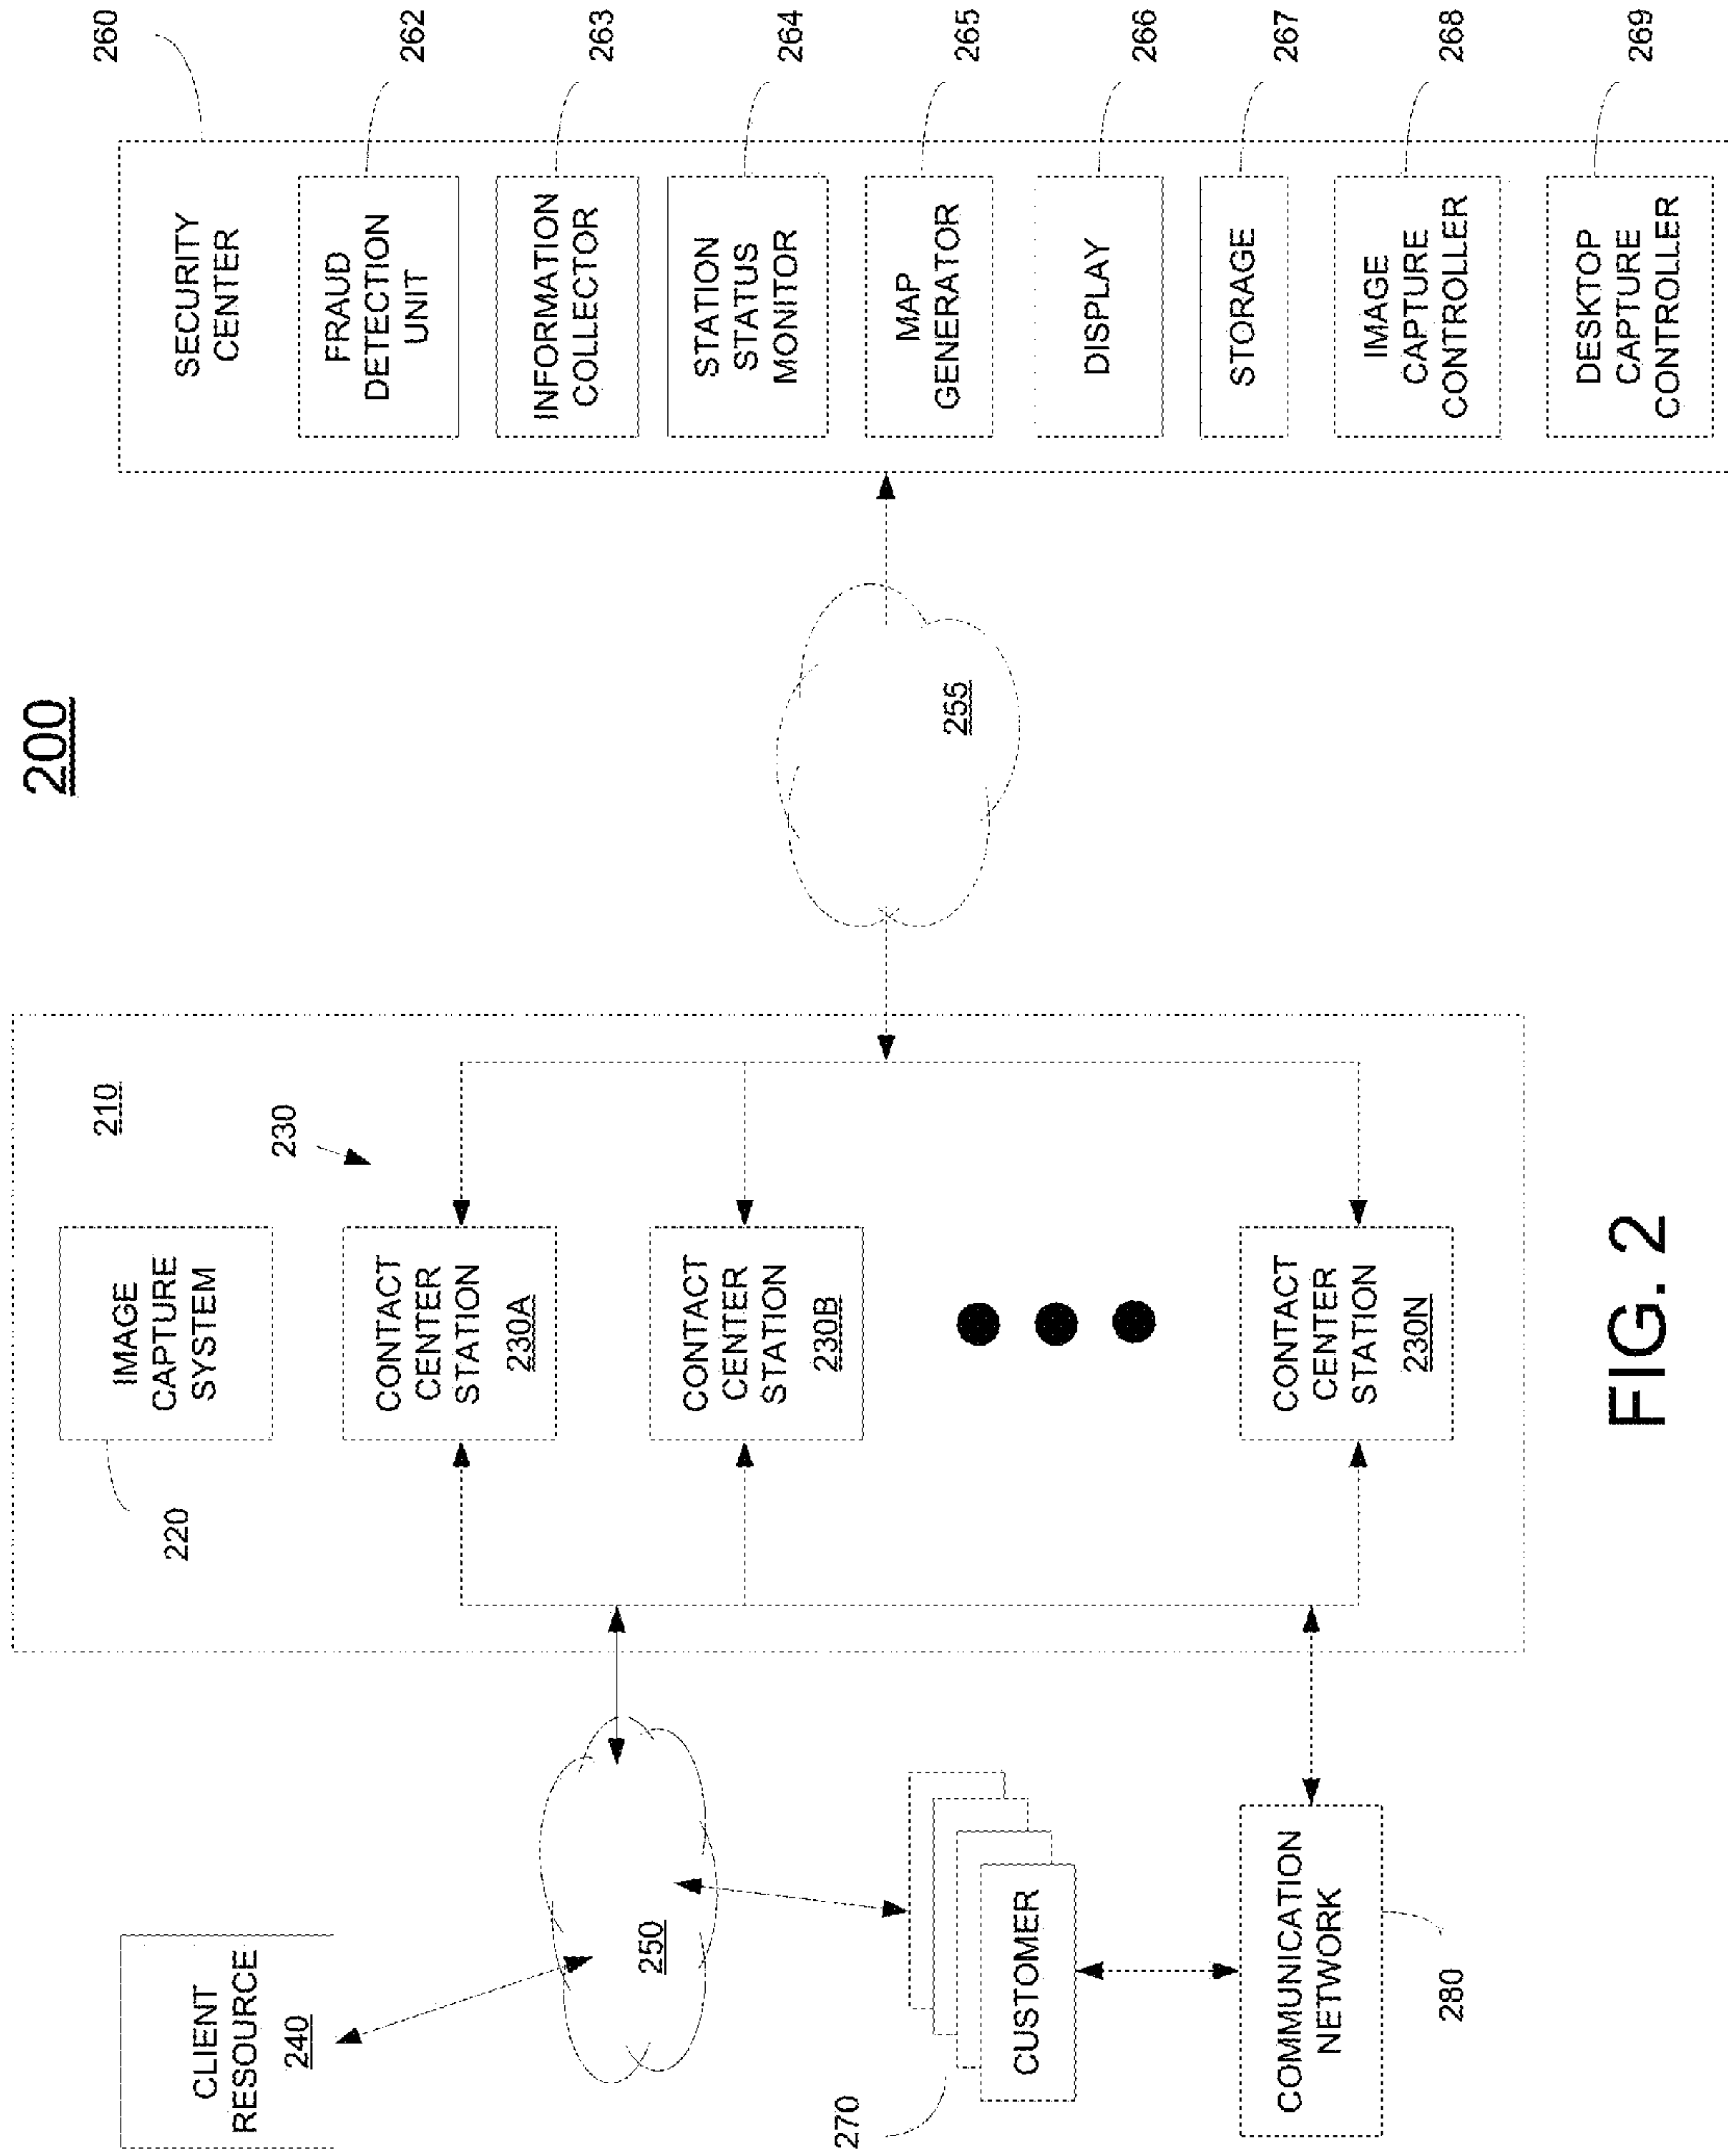 200
CLIENT
RESOURCE
240
250
270
CUSTOMER
COMMUNICATION
NETWORK
280
210
220
IMAGE
CAPTURE
SYSTEM
230
CONTACT
CENTER
STATION
230A
CONTACT
CENTER
STATION
230B
CONTACT
CENTER
STATION
230N
255
SECURITY
CENTER
260
FRAUD
DETECTION
UNIT
262
INFORMATION
COLLECTOR
263
STATION
STATUS
MONITOR
264
MAP
GENERATOR
265
DISPLAY
266
STORAGE
267
IMAGE
CAPTURE
CONTROLLER
268
DESKTOP
CAPTURE
CONTROLLER
269
FIG. 2